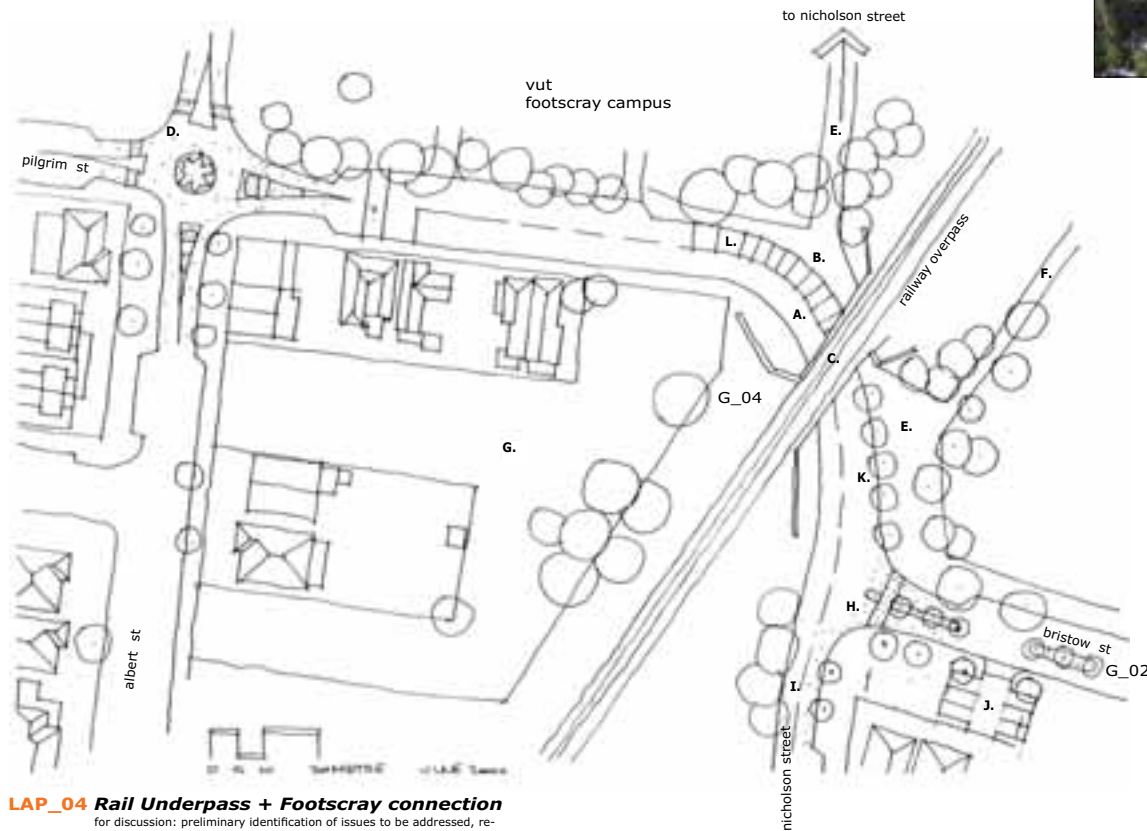 to nicholson street
vut
footscray campus
E.
D.
pilgrim st
L.
B.
railway overpass
F.
A.
C.
G_04
E.
G.
K.
H.
bristow st
G_02
albert st
I.
J.
nicholson street
LAP_04 Rail Underpass + Footscray connection
for discussion: preliminary identification of issues to be addressed, re-